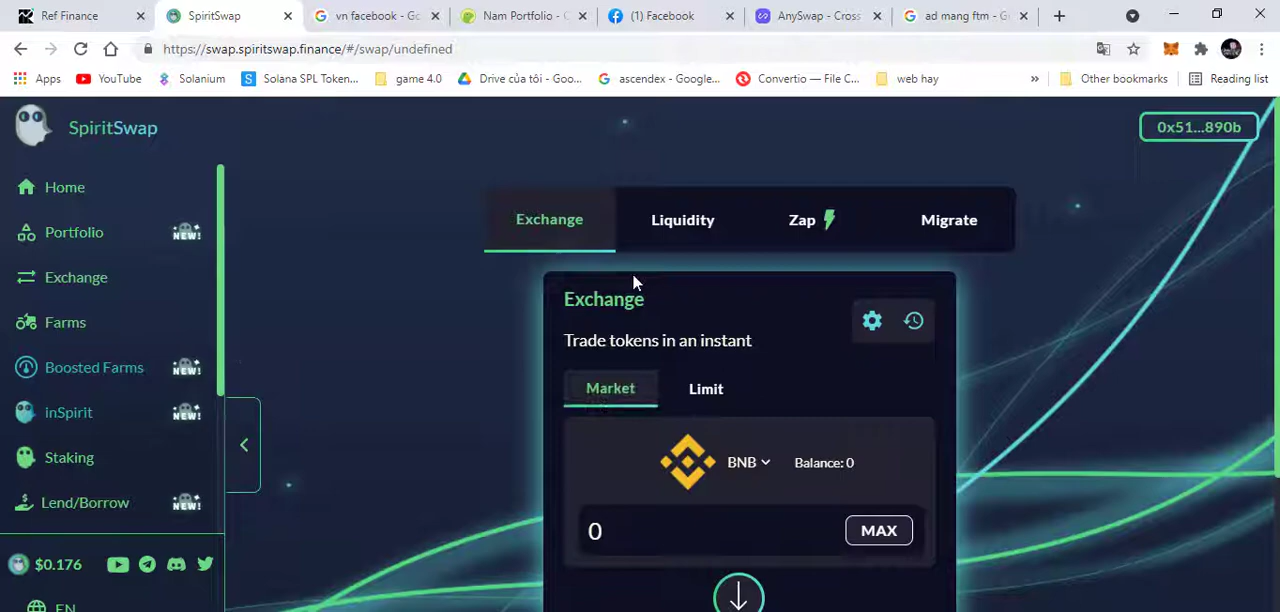 Ref Finance
SpiritSwap
vn facebook - Go
Nam Portfolio - C
(1) Facebook
AnySwap - Cross
ad mang ftm - G
https://swap.spiritswap.finance/#/swap/undefined
Apps
YouTube
Solanium
Solana SPL Token...
game 4.0
Drive của tôi - Goo...
ascendex - Google...
Convertio — File C...
web hay
»
Other bookmarks
Reading list
SpiritSwap
0x51...890b
Home
Portfolio
NEW!
Exchange
Farms
Boosted Farms
NEW!
inSpirit
NEW!
Staking
Lend/Borrow
NEW!
$0.176
EN
Exchange
Liquidity
Zap
Migrate
Exchange
Trade tokens in an instant
Market
Limit
BNB
Balance: 0
0
MAX